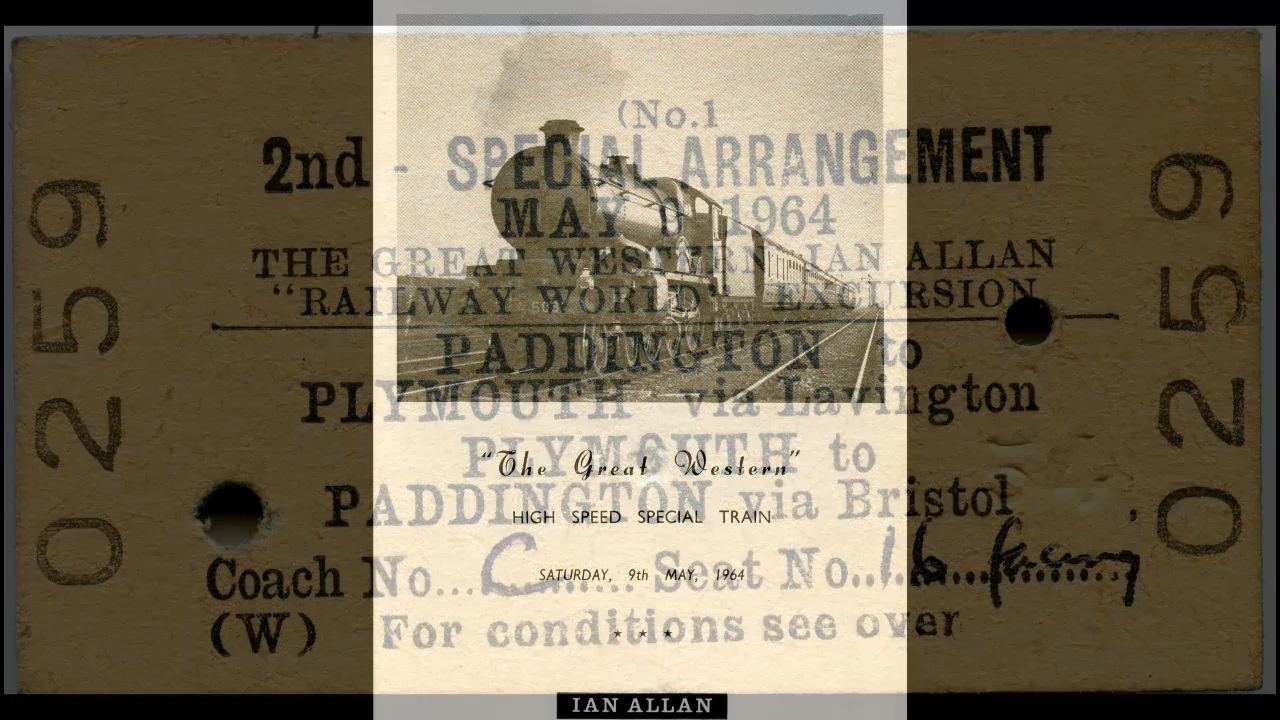 (No.1
2nd - SPECIAL ARRANGEMENT
MAY 9 1964
THE GREAT WESTERN IAN ALLAN
"RAILWAY WORLD" EXCURSION
PADDINGTON to
PLYMOUTH via Lavington
PLYMOUTH to
PADDINGTON via Bristol
Coach No...C....... Seat No..16 facing
(W) For conditions see over
0259
0259
"The Great Western"
HIGH SPEED SPECIAL TRAIN
SATURDAY, 9th MAY, 1964
IAN ALLAN